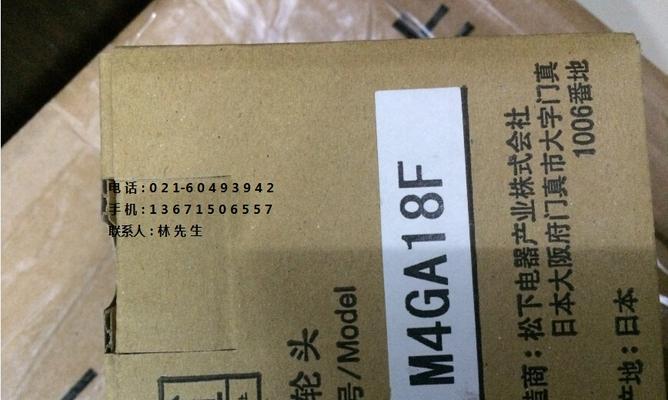 电话：021-60493942
手机：13671506557
联系人：林先生
轮头
号/Model
M4GA18F
造商：松下电器产业株式会社
日本大阪府门真市大字门真
1006番地
产地：日本